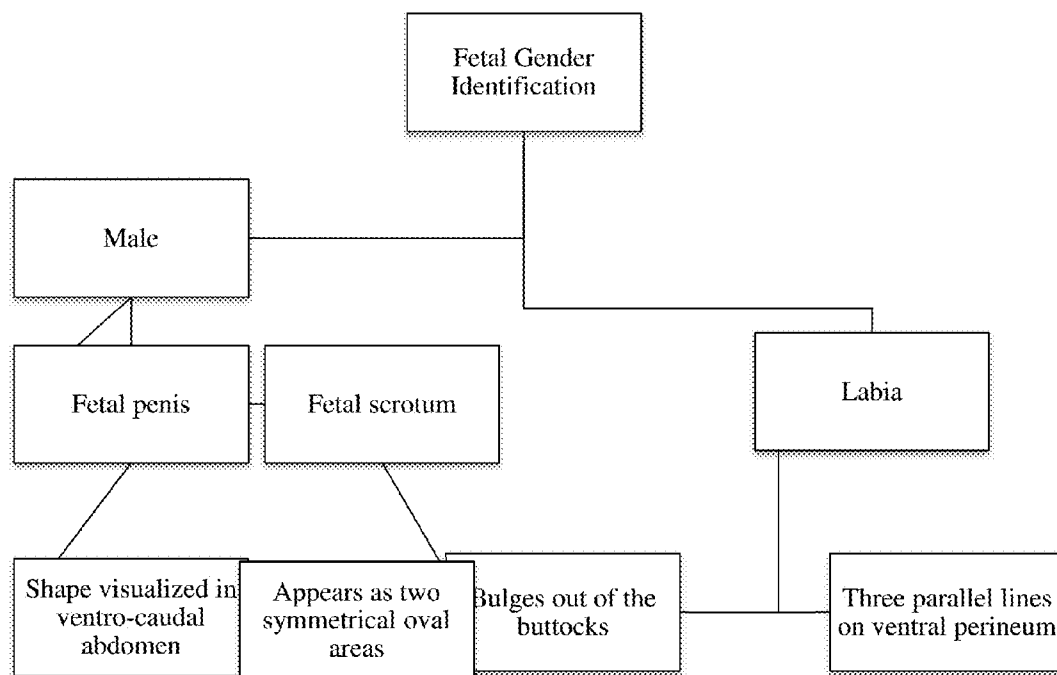 Fetal Gender
Identification
Male
Fetal penis
Fetal scrotum
Labia
Shape visualized in
ventro-caudal
abdomen
Appears as two
symmetrical oval
areas
Bulges out of the
buttocks
Three parallel lines
on ventral perineum